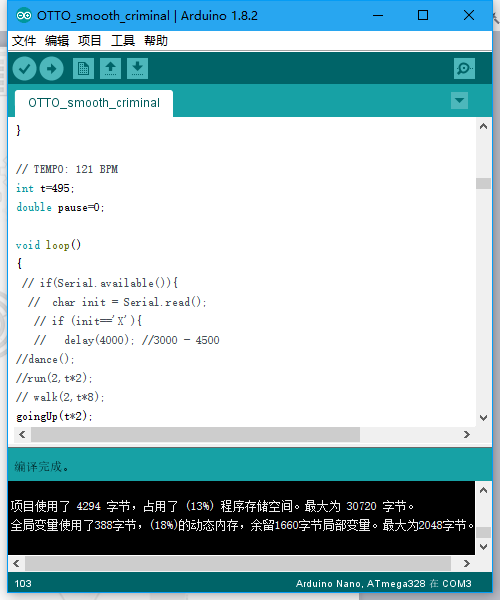 OTTO_smooth_criminal | Arduino 1.8.2
文件 编辑 项目 工具 帮助
OTTO_smooth_criminal
}
// TEMPO: 121 BPM
int t=495;
double pause=0;
void loop()
{
// if(Serial.available()){
// char init = Serial.read();
// if (init=='X'){
// delay(4000); //3000 - 4500
//dance();
//run(2,t*2);
// walk(2,t*8);
goingUp(t*2);
编译完成。
项目使用了 4294 字节，占用了 (13%) 程序存储空间。最大为 30720 字节。
全局变量使用了388字节，(18%)的动态内存，余留1660字节局部变量。最大为2048字节。
103 Arduino Nano, ATmega328 在 COM3